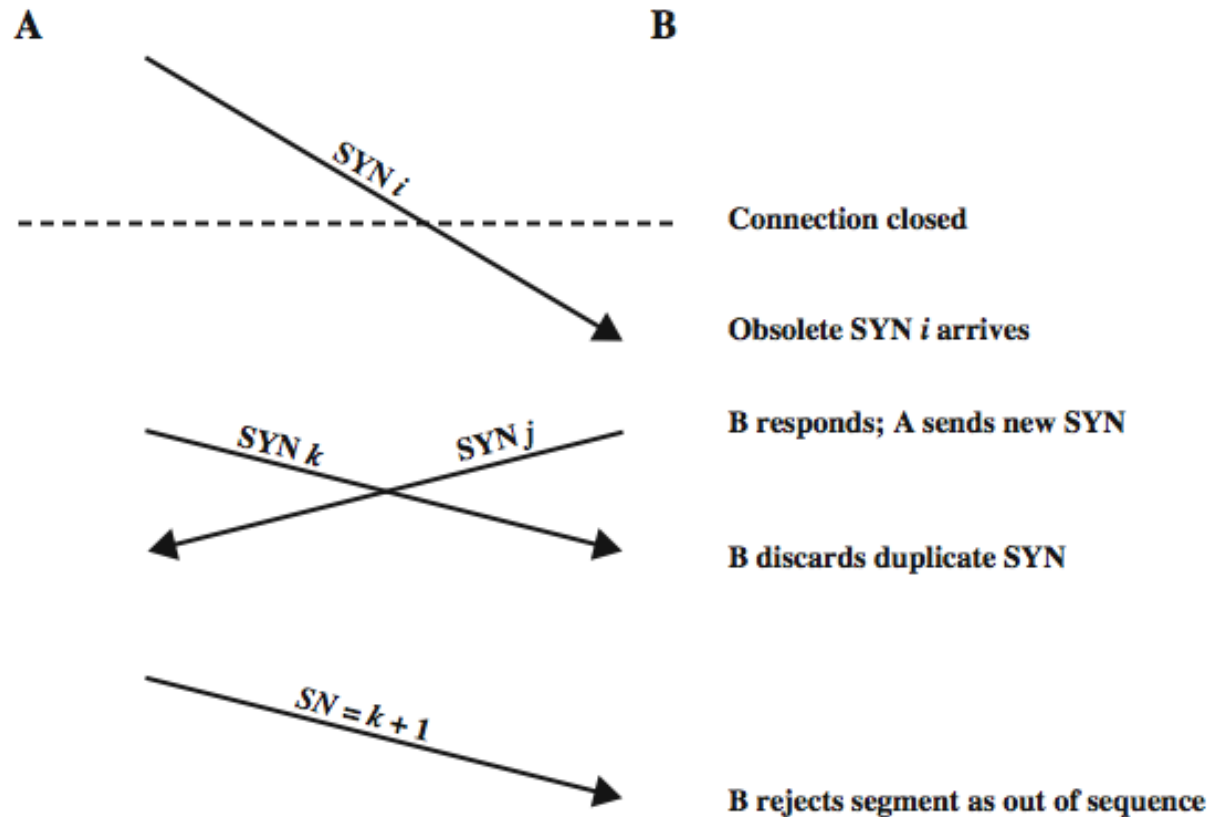 A
B
SYN i
Connection closed
Obsolete SYN i arrives
B responds; A sends new SYN
SYN k
SYN j
B discards duplicate SYN
SN = k + 1
B rejects segment as out of sequence